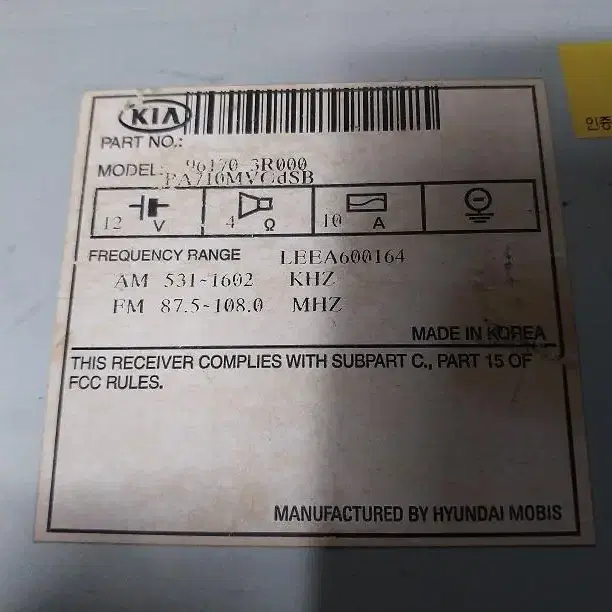 KIA
PART NO.:
96170-3R000
MODEL:
PA710MVGdSB
12 V
4 Ω
10 A
FREQUENCY RANGE LEEA600164
AM 531-1602 KHZ
FM 87.5-108.0 MHZ
MADE IN KOREA
THIS RECEIVER COMPLIES WITH SUBPART C., PART 15 OF
FCC RULES.
MANUFACTURED BY HYUNDAI MOBIS
인증